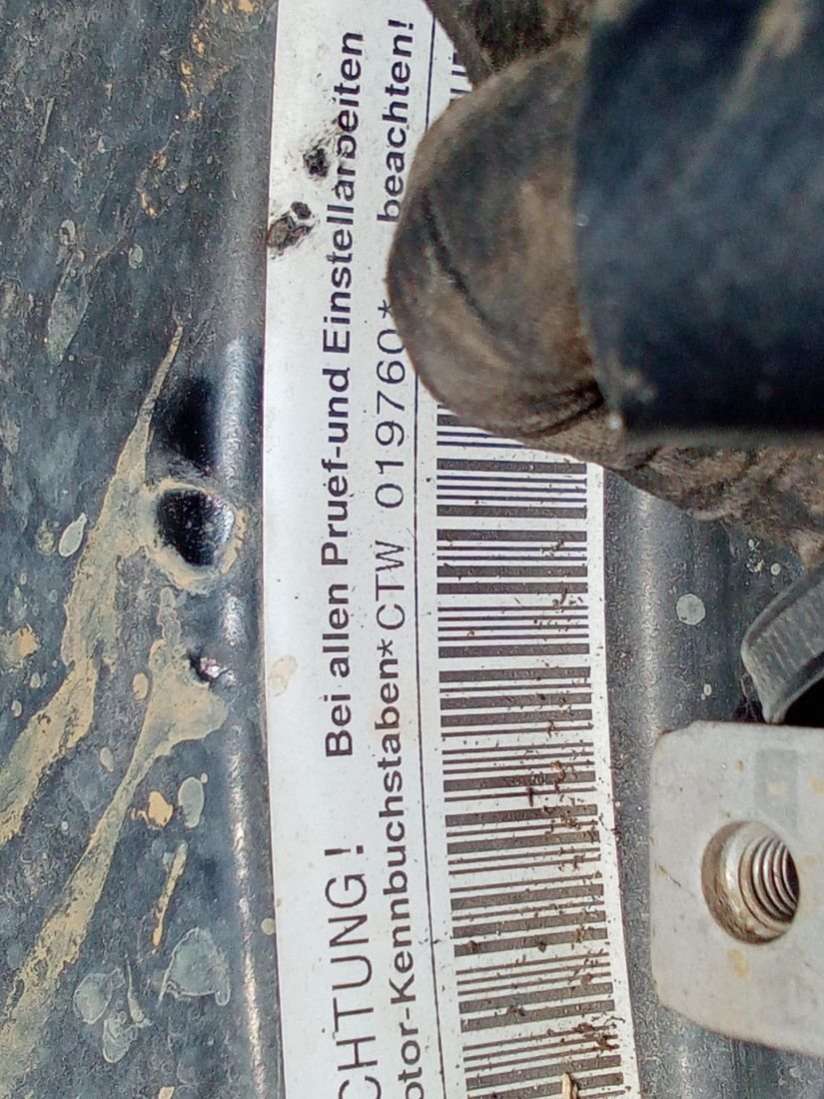 CHTUNG! Bei allen Pruef-und Einstellarbeiten
otor-Kennbuchstaben*CTW 019760* beachten!